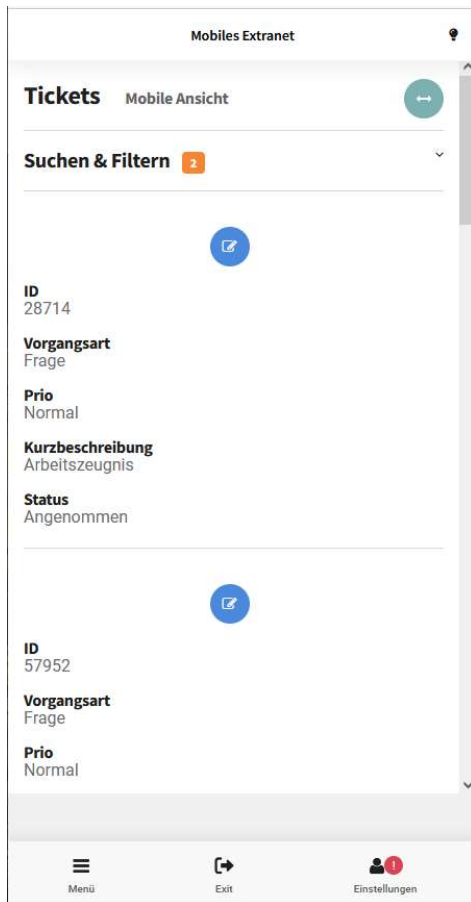 Mobiles Extranet
Tickets Mobile Ansicht
Suchen & Filtern 2
ID
28714
Vorgangsart
Frage
Prio
Normal
Kurzbeschreibung
Arbeitszeugnis
Status
Angenommen
ID
57952
Vorgangsart
Frage
Prio
Normal
!
Menü Exit Einstellungen